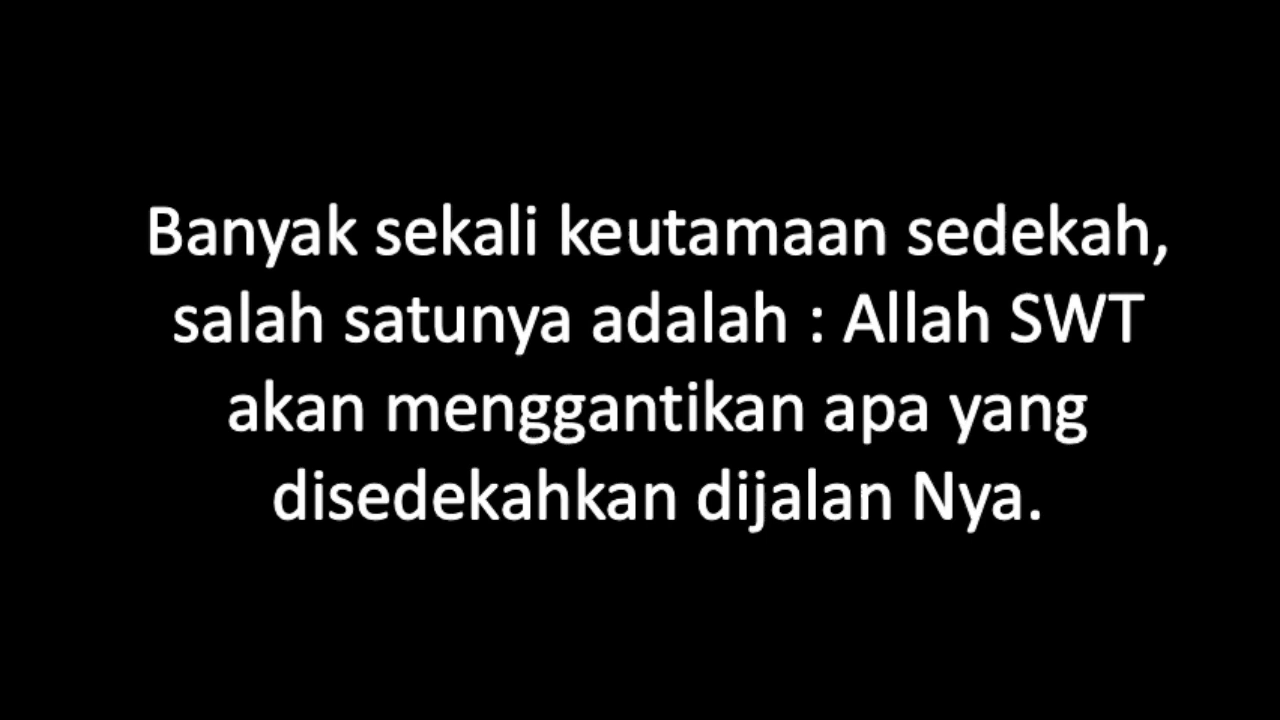 Banyak sekali keutamaan sedekah,
salah satunya adalah : Allah SWT
akan menggantikan apa yang
disedekahkan dijalan Nya.